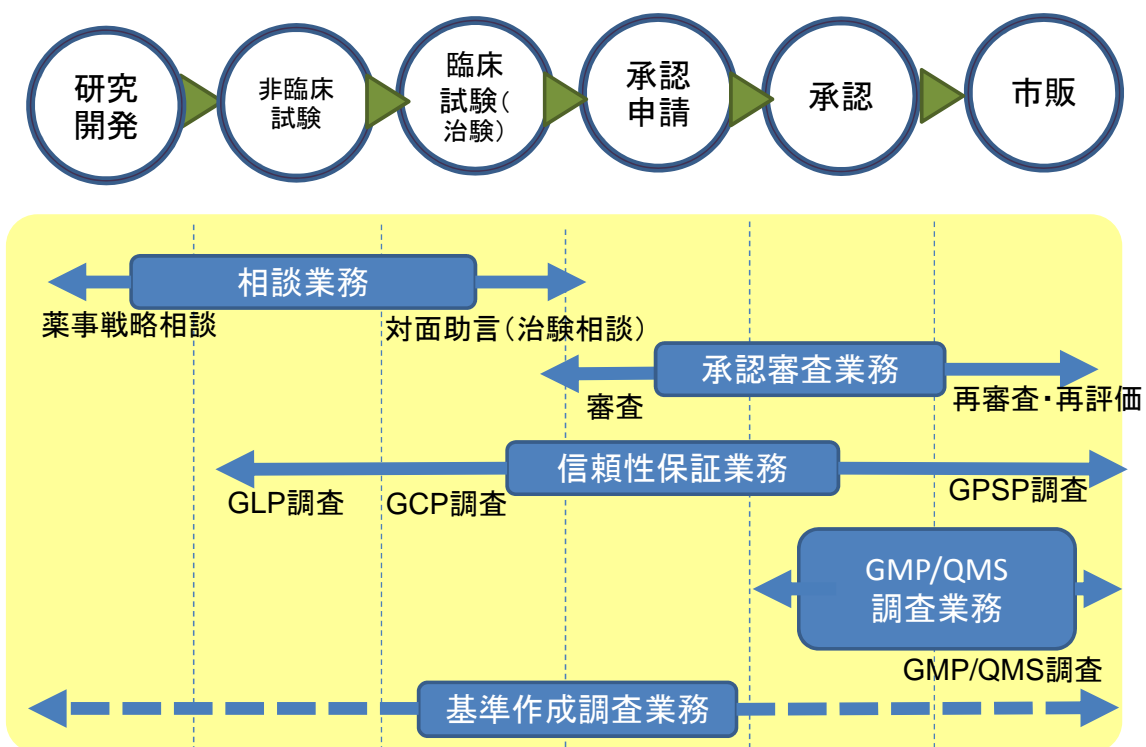 研究
開発
非臨床
試験
臨床
試験(
治験)
承認
申請
承認
市販
相談業務
薬事戦略相談
対面助言(治験相談)
承認審査業務
審査
再審査・再評価
信頼性保証業務
GLP調査
GCP調査
GPSP調査
GMP/QMS
調査業務
GMP/QMS調査
基準作成調査業務